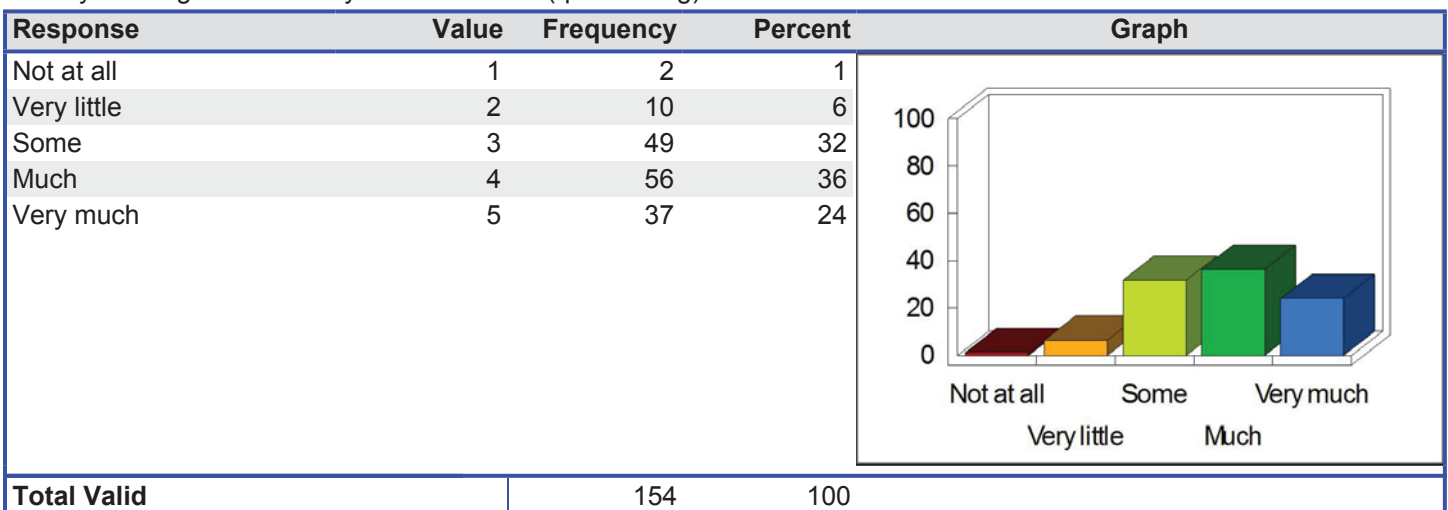 Response Value Frequency Percent Graph
Not at all 1 2 1
Very little 2 10 6
Some 3 49 32
Much 4 56 36
Very much 5 37 24
100
80
60
40
20
0
Not at all Some Very much
Very little Much
Total Valid 154 100